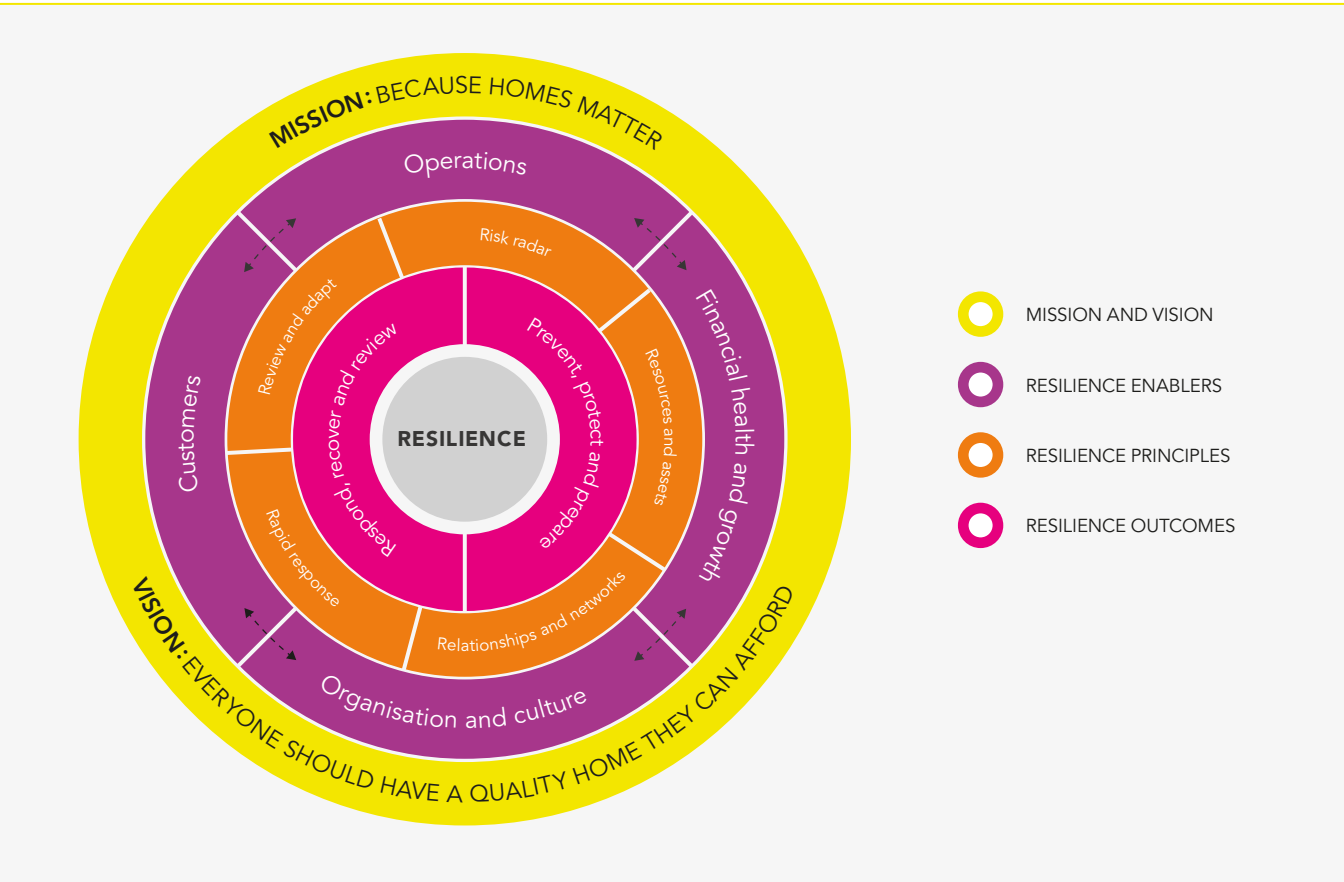 MISSION: BECAUSE HOMES MATTER
Operations
Financial health and growth
Organisation and culture
Customers
Risk radar
Resources and assets
Relationships and networks
Rapid response
Review and adapt
Prevent, protect and prepare
Respond, recover and review
RESILIENCE
VISION: EVERYONE SHOULD HAVE A QUALITY HOME THEY CAN AFFORD
MISSION AND VISION
RESILIENCE ENABLERS
RESILIENCE PRINCIPLES
RESILIENCE OUTCOMES